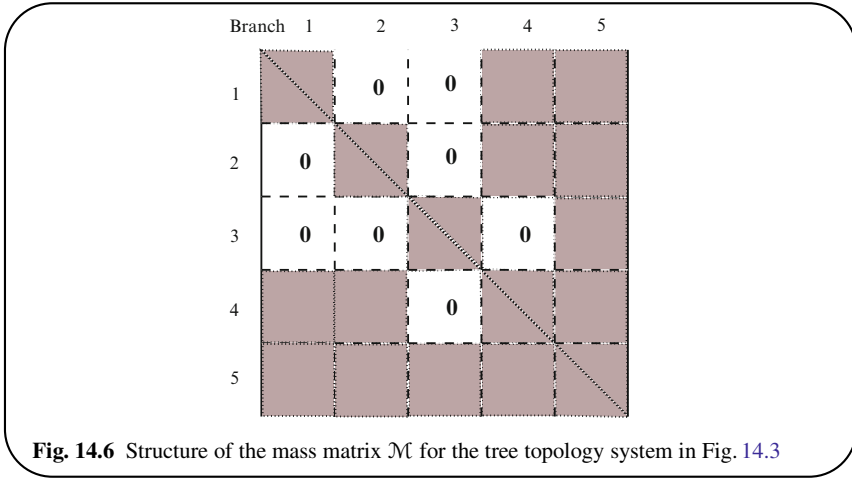 Branch 1 2 3 4 5
1 0 0
2 0 0
3 0 0 0
4 0
5
Fig. 14.6 Structure of the mass matrix ℳ for the tree topology system in Fig. 14.3